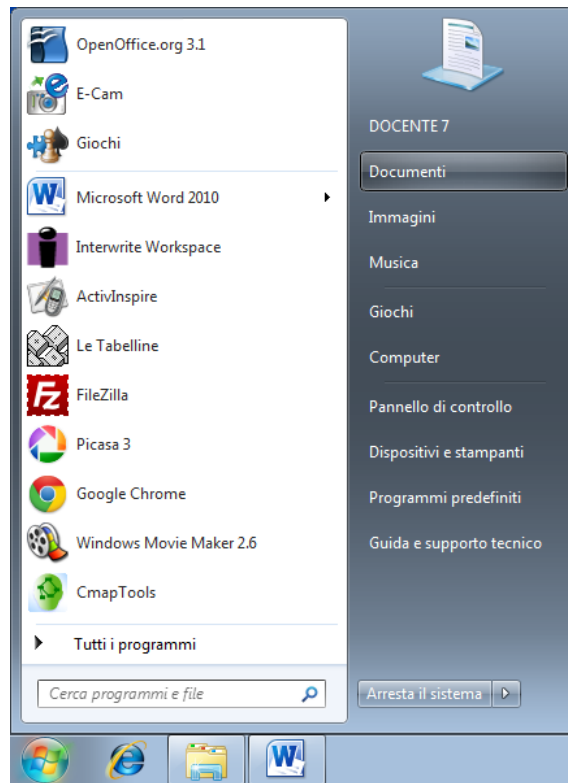 OpenOffice.org 3.1
E-Cam
Giochi
Microsoft Word 2010
Interwrite Workspace
ActivInspire
Le Tabelline
FileZilla
Picasa 3
Google Chrome
Windows Movie Maker 2.6
CmapTools
Tutti i programmi
Cerca programmi e file
DOCENTE 7
Documenti
Immagini
Musica
Giochi
Computer
Pannello di controllo
Dispositivi e stampanti
Programmi predefiniti
Guida e supporto tecnico
Arresta il sistema